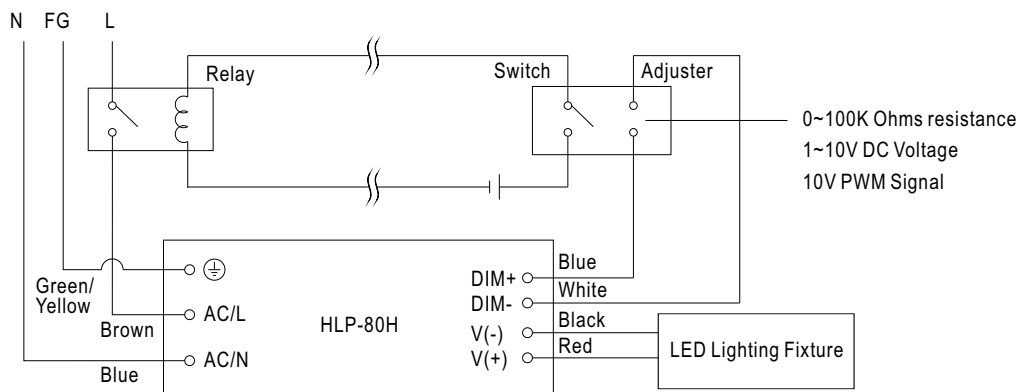 N FG L
Relay
Switch
Adjuster
0~100K Ohms resistance
1~10V DC Voltage
10V PWM Signal
Green/
Yellow
Brown
Blue
AC/L
AC/N
HLP-80H
DIM+
DIM-
V(-)
V(+)
Blue
White
Black
Red
LED Lighting Fixture